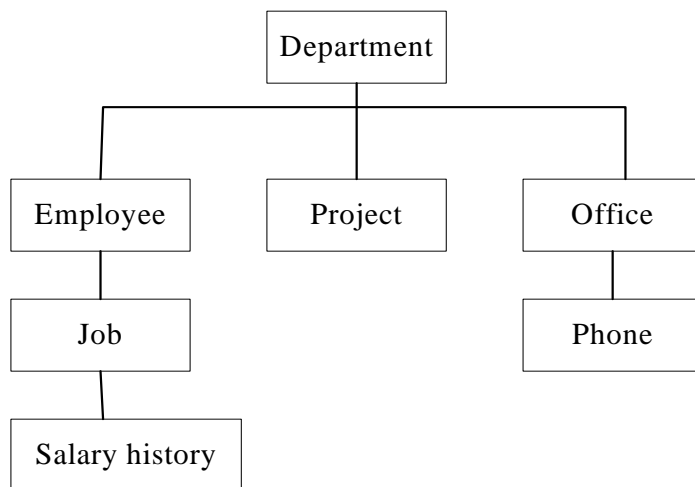 Department
Employee
Project
Office
Job
Phone
Salary history